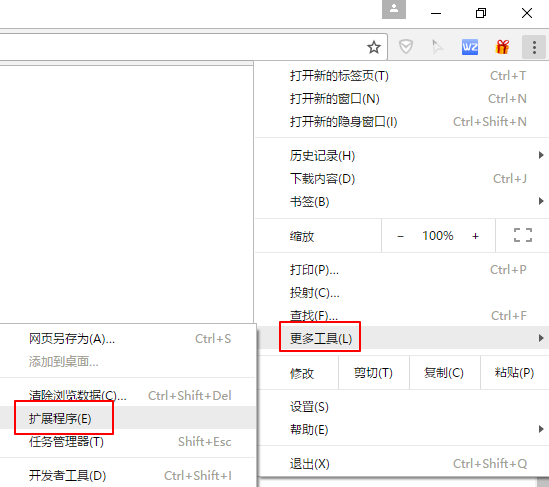 WZ
打开新的标签页(T) Ctrl+T
打开新的窗口(N) Ctrl+N
打开新的隐身窗口(I) Ctrl+Shift+N
历史记录(H)
下载内容(D) Ctrl+J
书签(B)
缩放 − 100% +
打印(P)... Ctrl+P
投射(C)...
查找(F)... Ctrl+F
更多工具(L)
修改 剪切(T) 复制(C) 粘贴(P)
设置(S)
帮助(E)
退出(X) Ctrl+Shift+Q
网页另存为(A)... Ctrl+S
添加到桌面...
清除浏览数据(C)... Ctrl+Shift+Del
扩展程序(E)
任务管理器(T) Shift+Esc
开发者工具(D) Ctrl+Shift+I